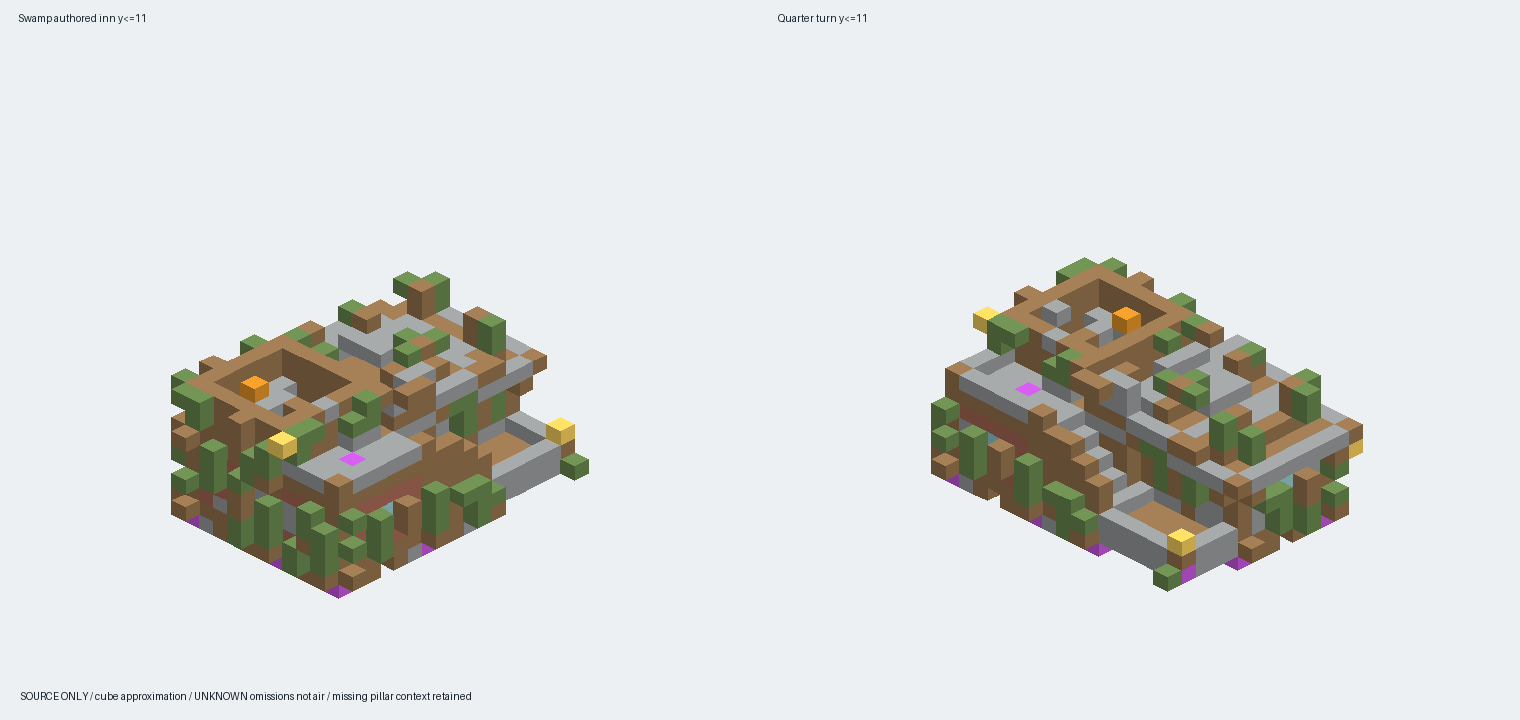 Swamp authored inn y<=11
Quarter turn y<=11
SOURCE ONLY / cube approximation / UNKNOWN omissions not air / missing pillar context retained